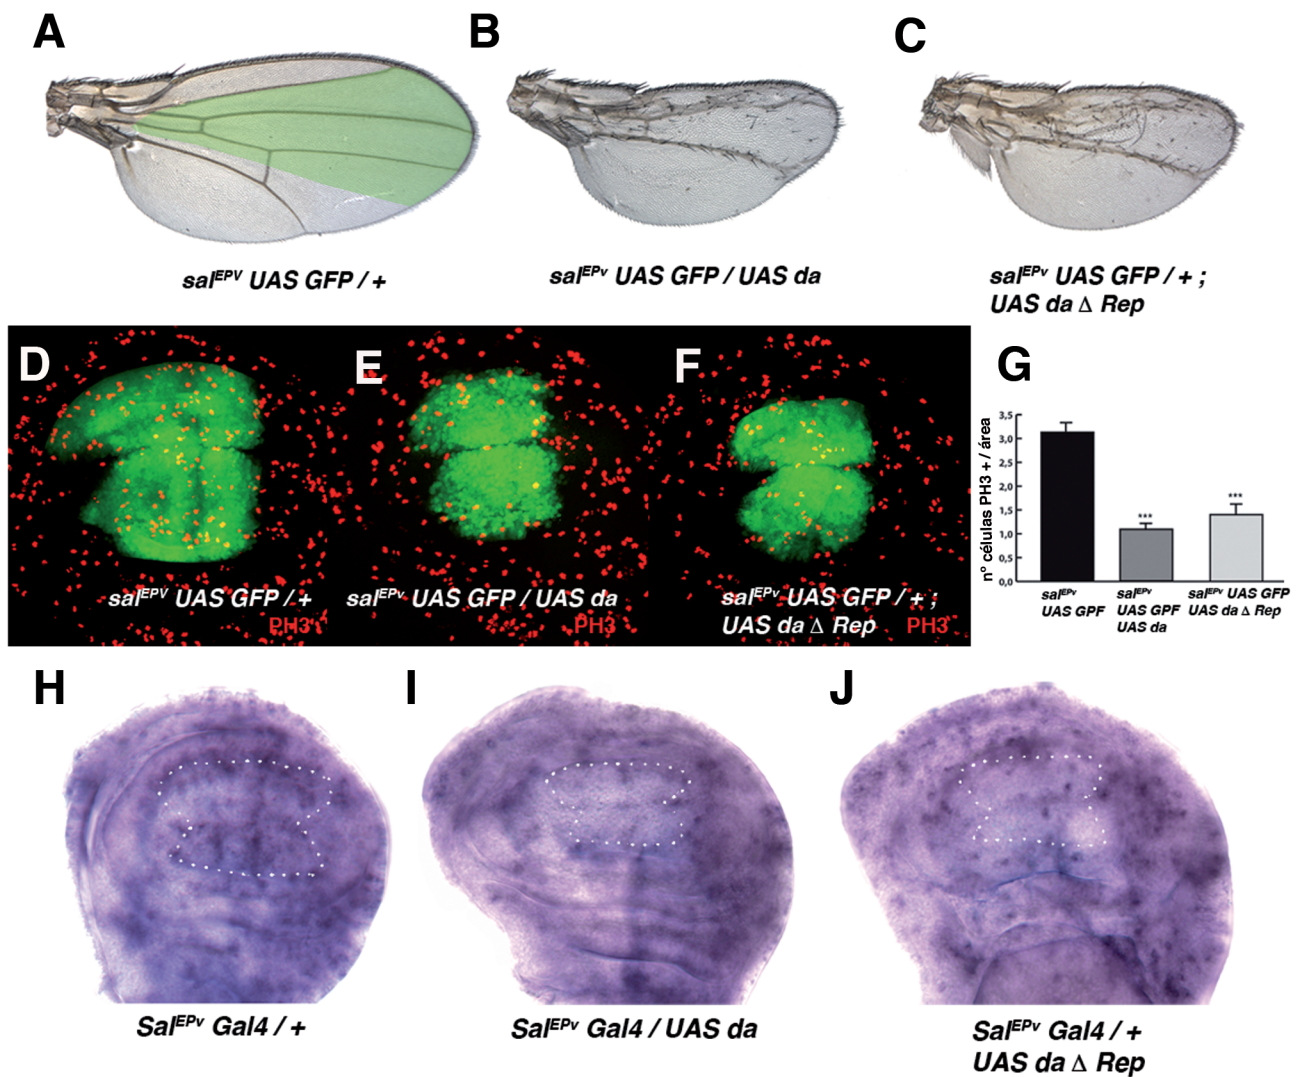 A
B
C
sal^EPV UAS GFP / +
sal^EPv UAS GFP / UAS da
sal^EPv UAS GFP / + ;
UAS da Δ Rep
D
E
F
sal^EPV UAS GFP / +
PH3
sal^EPv UAS GFP / UAS da
PH3
sal^EPv UAS GFP / + ;
UAS da Δ Rep
PH3
G
nº células PH3 + / área
3,5
3,0
2,5
2,0
1,5
1,0
0,5
0,0
***
***
sal^EPv
UAS GPF
sal^EPv
UAS GPF
UAS da
sal^EPv UAS GFP
UAS da Δ Rep
H
I
J
Sal^EPv Gal4 / +
Sal^EPv Gal4 / UAS da
Sal^EPv Gal4 / +
UAS da Δ Rep